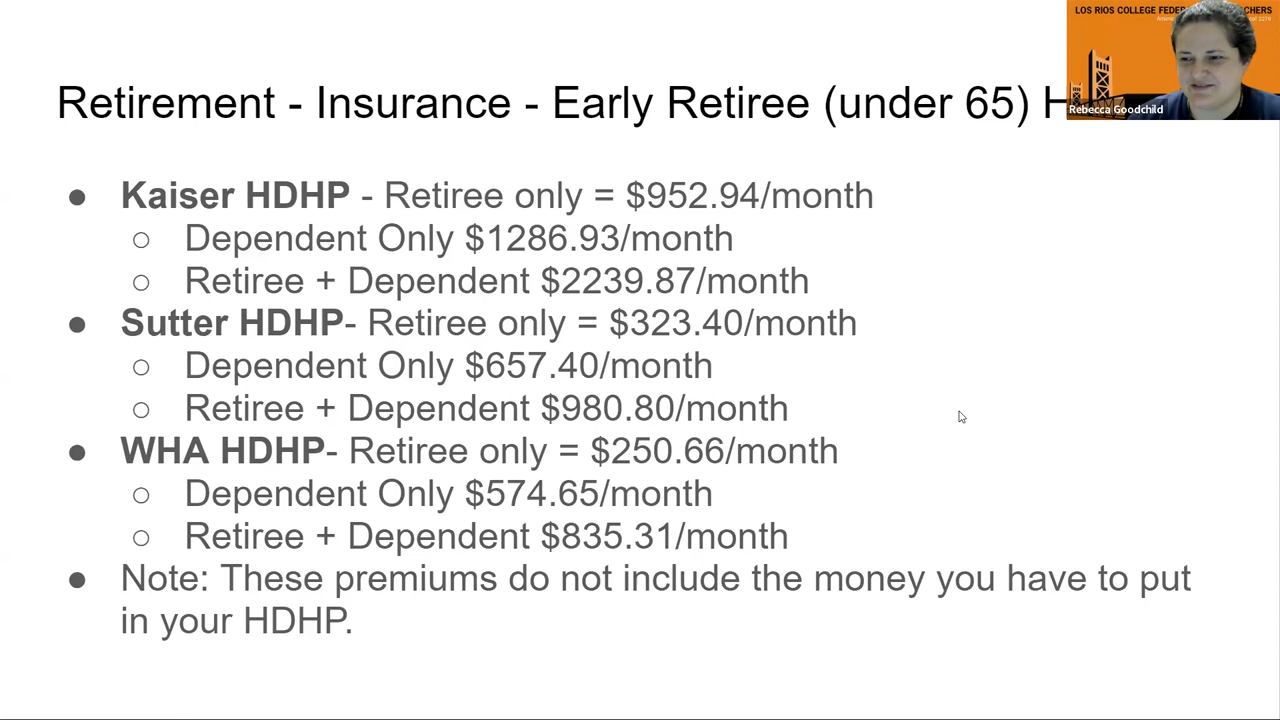 LOS RIOS COLLEGE FEDER CHERS
Retirement - Insurance - Early Retiree (under 65) H
Rebecca Goodchild
● Kaiser HDHP - Retiree only = $952.94/month
○ Dependent Only $1286.93/month
○ Retiree + Dependent $2239.87/month
● Sutter HDHP- Retiree only = $323.40/month
○ Dependent Only $657.40/month
○ Retiree + Dependent $980.80/month
● WHA HDHP- Retiree only = $250.66/month
○ Dependent Only $574.65/month
○ Retiree + Dependent $835.31/month
● Note: These premiums do not include the money you have to put
in your HDHP.